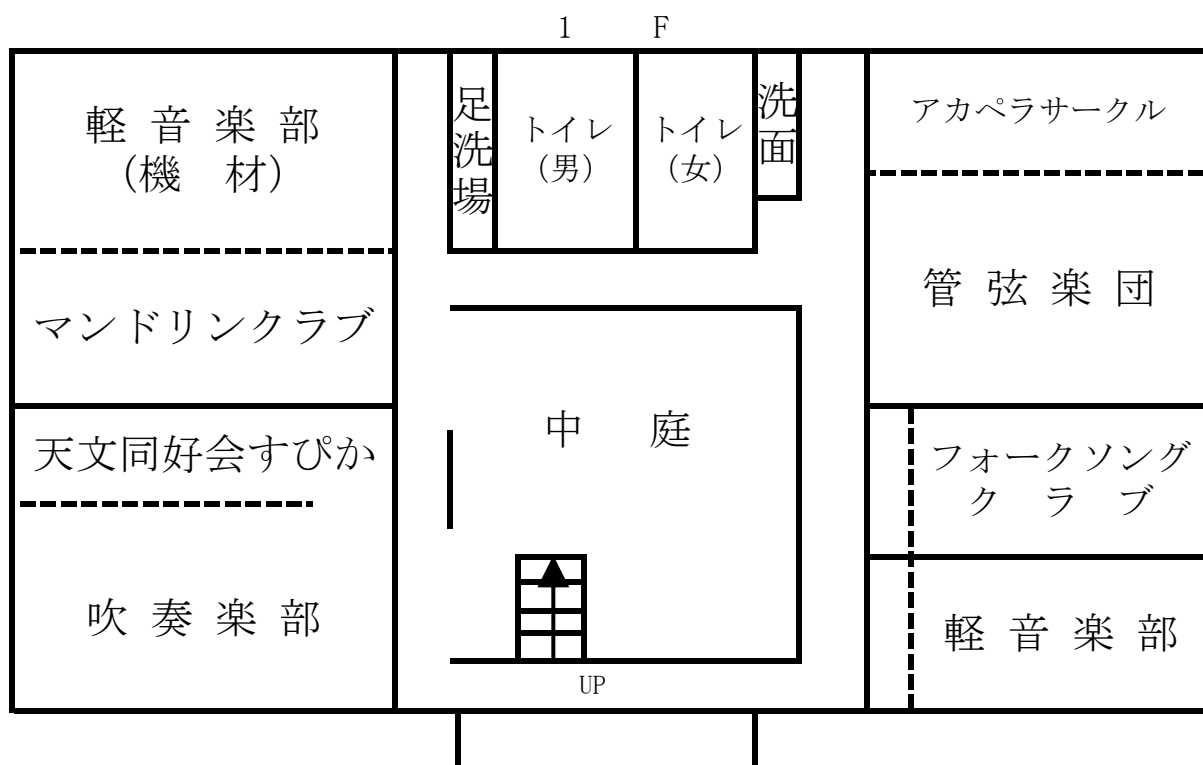 1 F
軽音楽部
(機 材)
マンドリンクラブ
天文同好会すぴか
吹奏楽部
足洗場
トイレ
(男)
トイレ
(女)
洗面
中 庭
UP
アカペラサークル
管弦楽団
フォークソング
クラブ
軽音楽部